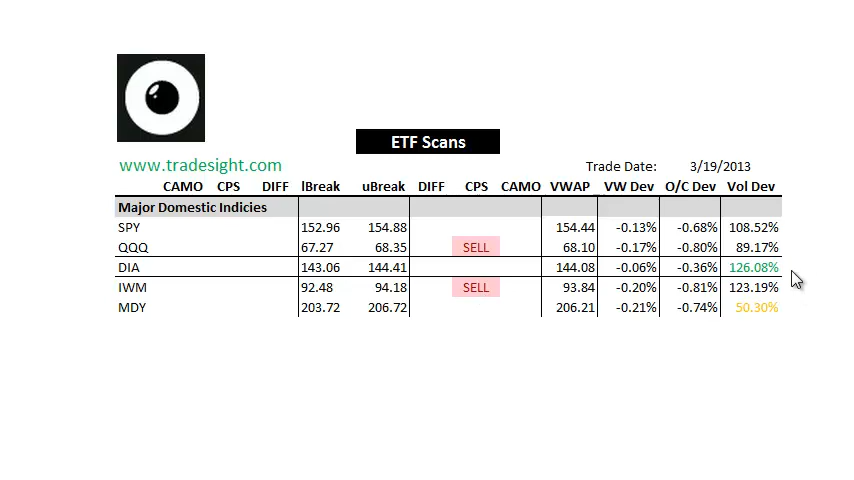 ETF Scans
www.tradesight.com Trade Date: 3/19/2013
CAMO CPS DIFF lBreak uBreak DIFF CPS CAMO VWAP VW Dev O/C Dev Vol Dev
Major Domestic Indicies
SPY 152.96 154.88 154.44 -0.13% -0.68% 108.52%
QQQ 67.27 68.35 SELL 68.10 -0.17% -0.80% 89.17%
DIA 143.06 144.41 144.08 -0.06% -0.36% 126.08%
IWM 92.48 94.18 SELL 93.84 -0.20% -0.81% 123.19%
MDY 203.72 206.72 206.21 -0.21% -0.74% 50.30%